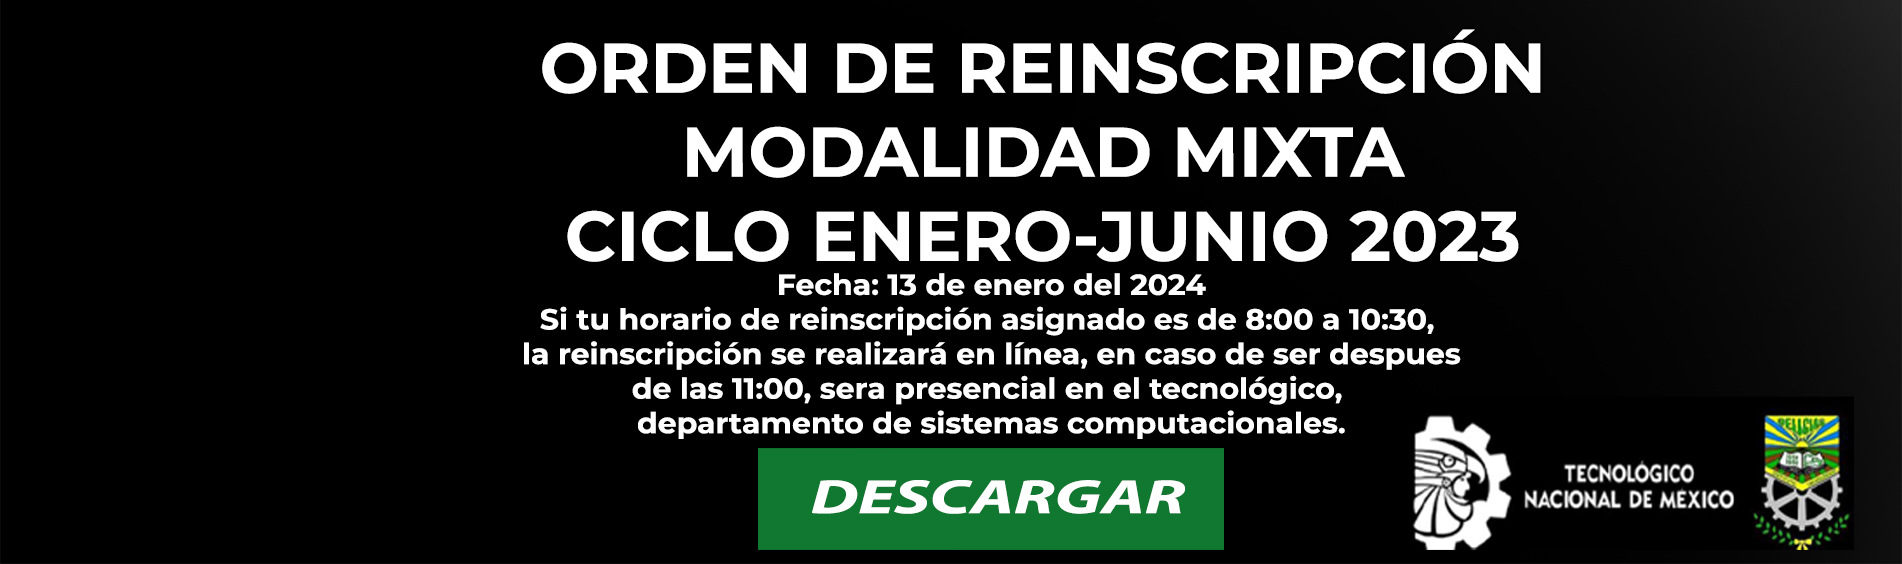 ORDEN DE REINSCRIPCIÓN
MODALIDAD MIXTA
CICLO ENERO-JUNIO 2023
Fecha: 13 de enero del 2024
Si tu horario de reinscripción asignado es de 8:00 a 10:30,
la reinscripción se realizará en línea, en caso de ser despues
de las 11:00, sera presencial en el tecnológico,
departamento de sistemas computacionales.
DESCARGAR
DELICIAS
TECNOLÓGICO
NACIONAL DE MÉXICO